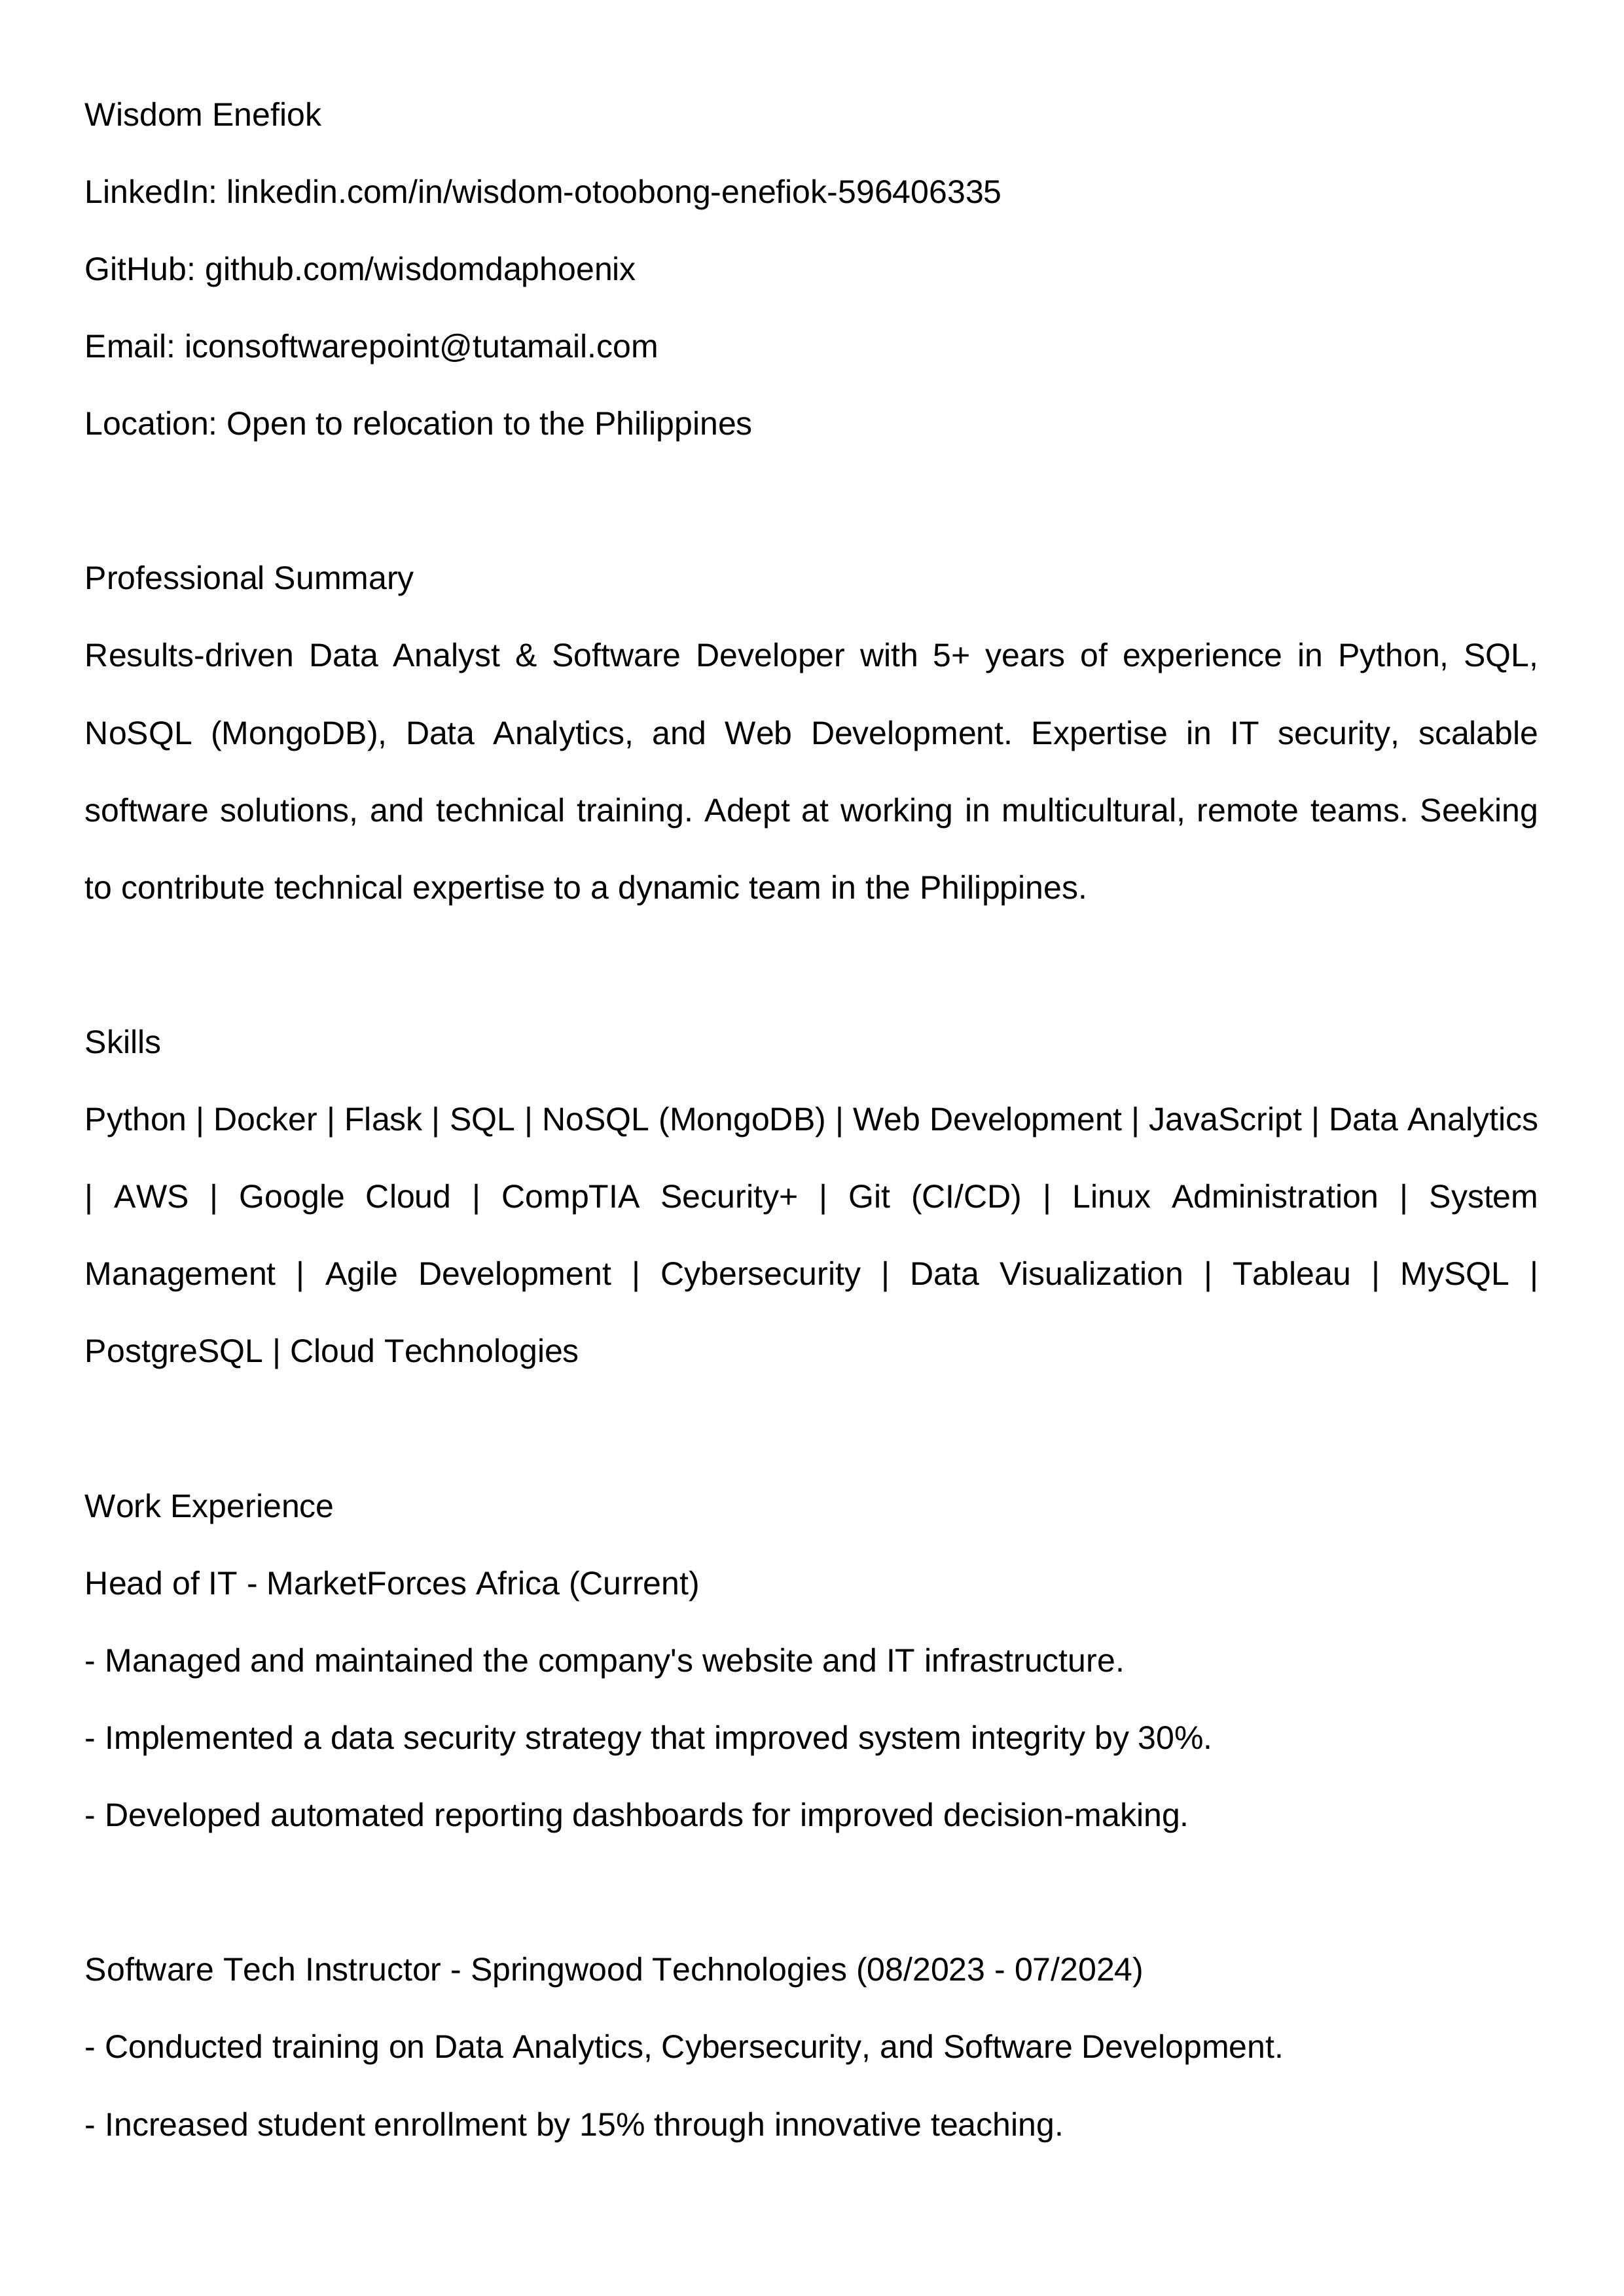 Wisdom Enefiok
LinkedIn: linkedin.com/in/wisdom-otoobong-enefiok-596406335
GitHub: github.com/wisdomdaphoenix
Email: iconsoftwarepoint@tutamail.com
Location: Open to relocation to the Philippines
Professional Summary
Results-driven Data Analyst & Software Developer with 5+ years of experience in Python, SQL,
NoSQL (MongoDB), Data Analytics, and Web Development. Expertise in IT security, scalable
software solutions, and technical training. Adept at working in multicultural, remote teams. Seeking
to contribute technical expertise to a dynamic team in the Philippines.
Skills
Python | Docker | Flask | SQL | NoSQL (MongoDB) | Web Development | JavaScript | Data Analytics
| AWS | Google Cloud | CompTIA Security+ | Git (CI/CD) | Linux Administration | System
Management | Agile Development | Cybersecurity | Data Visualization | Tableau | MySQL |
PostgreSQL | Cloud Technologies
Work Experience
Head of IT - MarketForces Africa (Current)
- Managed and maintained the company's website and IT infrastructure.
- Implemented a data security strategy that improved system integrity by 30%.
- Developed automated reporting dashboards for improved decision-making.
Software Tech Instructor - Springwood Technologies (08/2023 - 07/2024)
- Conducted training on Data Analytics, Cybersecurity, and Software Development.
- Increased student enrollment by 15% through innovative teaching.